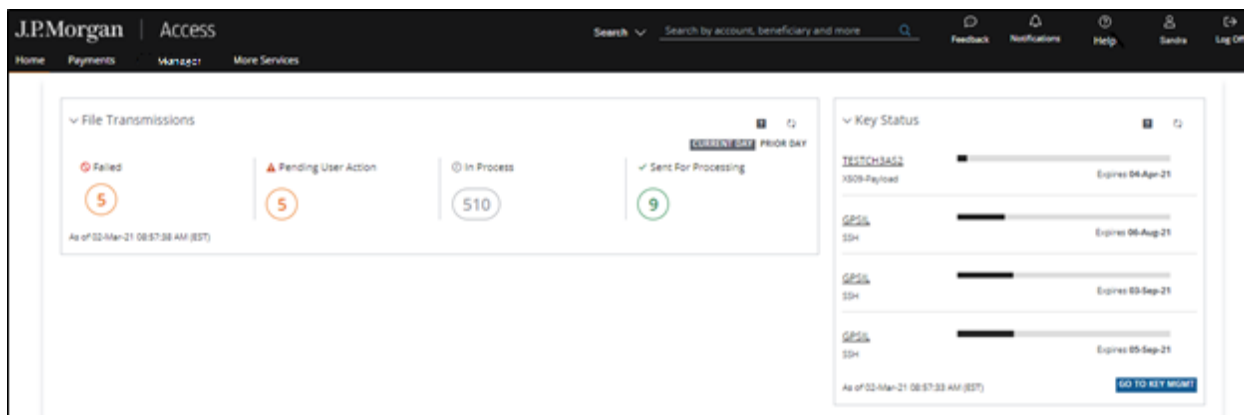 J.P.Morgan | Access
Search
Search by account, beneficiary and more
Feedback
Notifications
Help
Sandra
Log Off
Home
Payments
Manager
More Services
File Transmissions
CURRENT DAY PRIOR DAY
Failed
Pending User Action
In Process
Sent For Processing
5
5
510
9
As of 02-Mar-21 08:57:38 AM (EST)
Key Status
TESTCH3AS2
X509-Payload
Expires 04-Apr-21
GPSIL
SSH
Expires 06-Aug-21
GPSIL
SSH
Expires 03-Sep-21
GPSIL
SSH
Expires 05-Sep-21
As of 02-Mar-21 08:57:33 AM (EST)
GO TO KEY MGMT